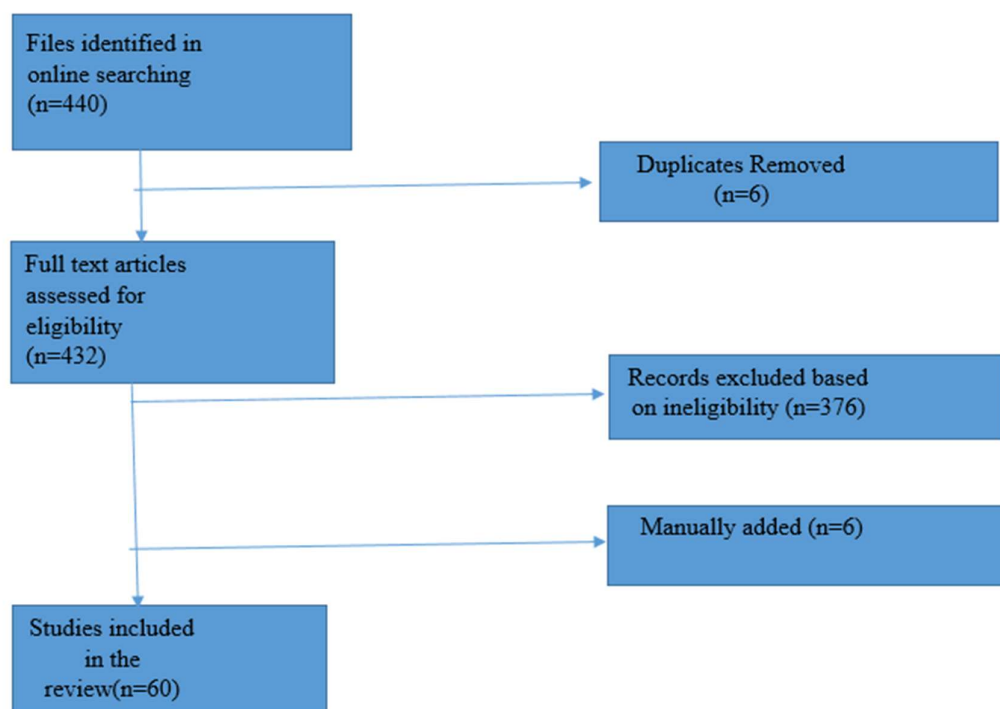 Files identified in
online searching
(n=440)
Duplicates Removed
(n=6)
Full text articles
assessed for
eligibility
(n=432)
Records excluded based
on ineligibility (n=376)
Manually added (n=6)
Studies included
in the
review(n=60)